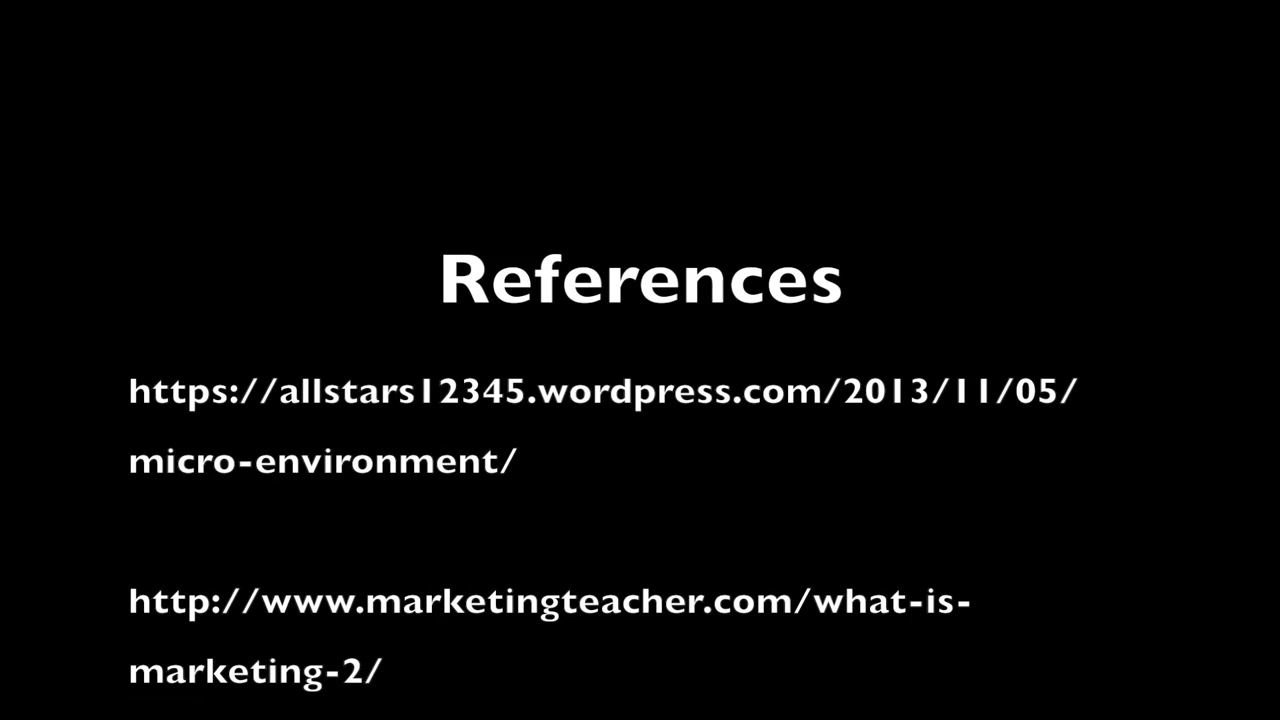 References
https://allstars12345.wordpress.com/2013/11/05/
micro-environment/
http://www.marketingteacher.com/what-is-
marketing-2/